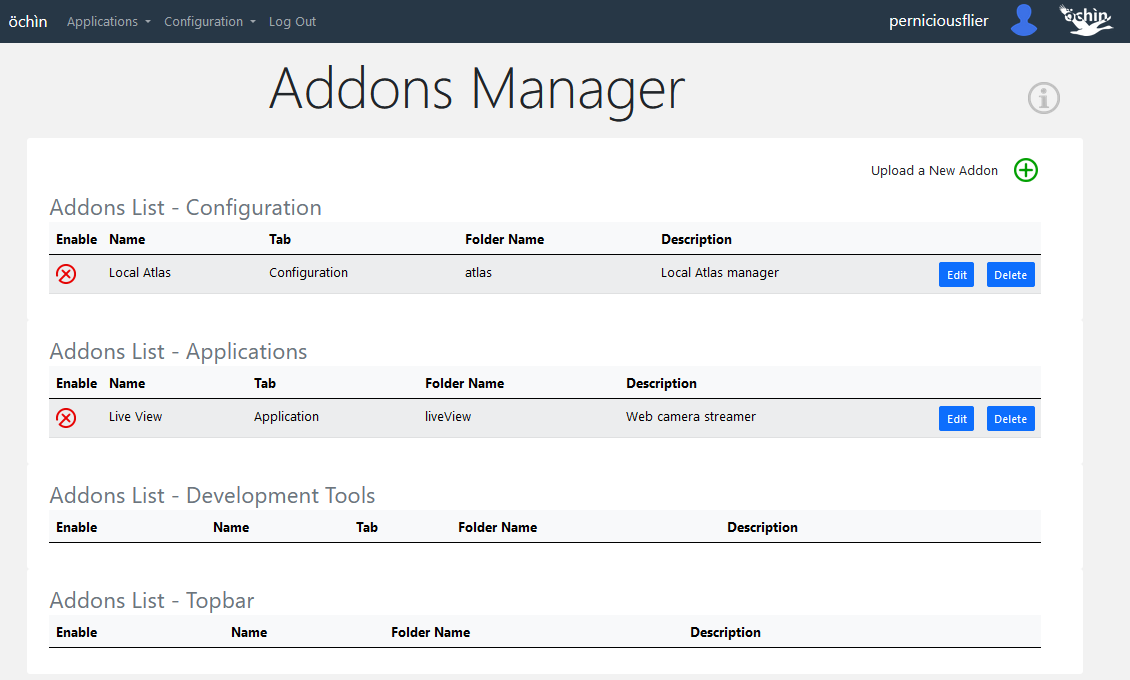 öchìn Applications Configuration Log Out perniciousflier öchìn
Addons Manager
Upload a New Addon
Addons List - Configuration
Enable Name Tab Folder Name Description
Local Atlas Configuration atlas Local Atlas manager Edit Delete
Addons List - Applications
Enable Name Tab Folder Name Description
Live View Application liveView Web camera streamer Edit Delete
Addons List - Development Tools
Enable Name Tab Folder Name Description
Addons List - Topbar
Enable Name Folder Name Description